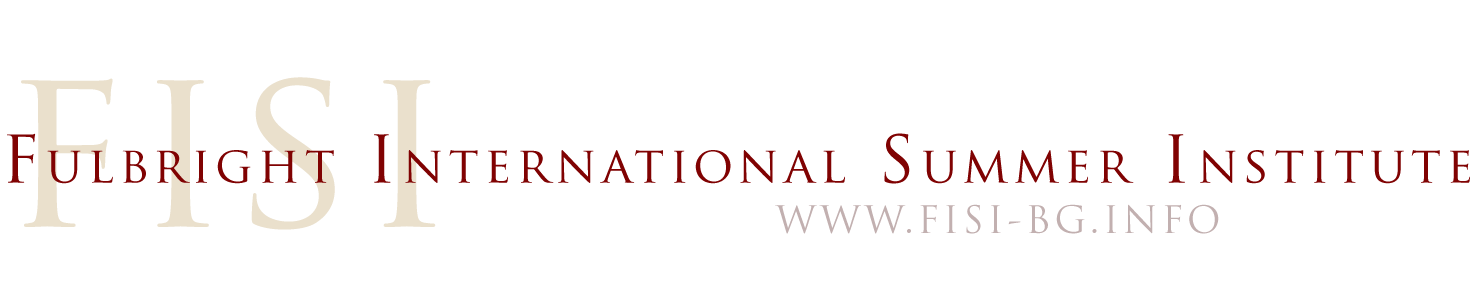 FISI
FULBRIGHT INTERNATIONAL SUMMER INSTITUTE
WWW.FISI-BG.INFO